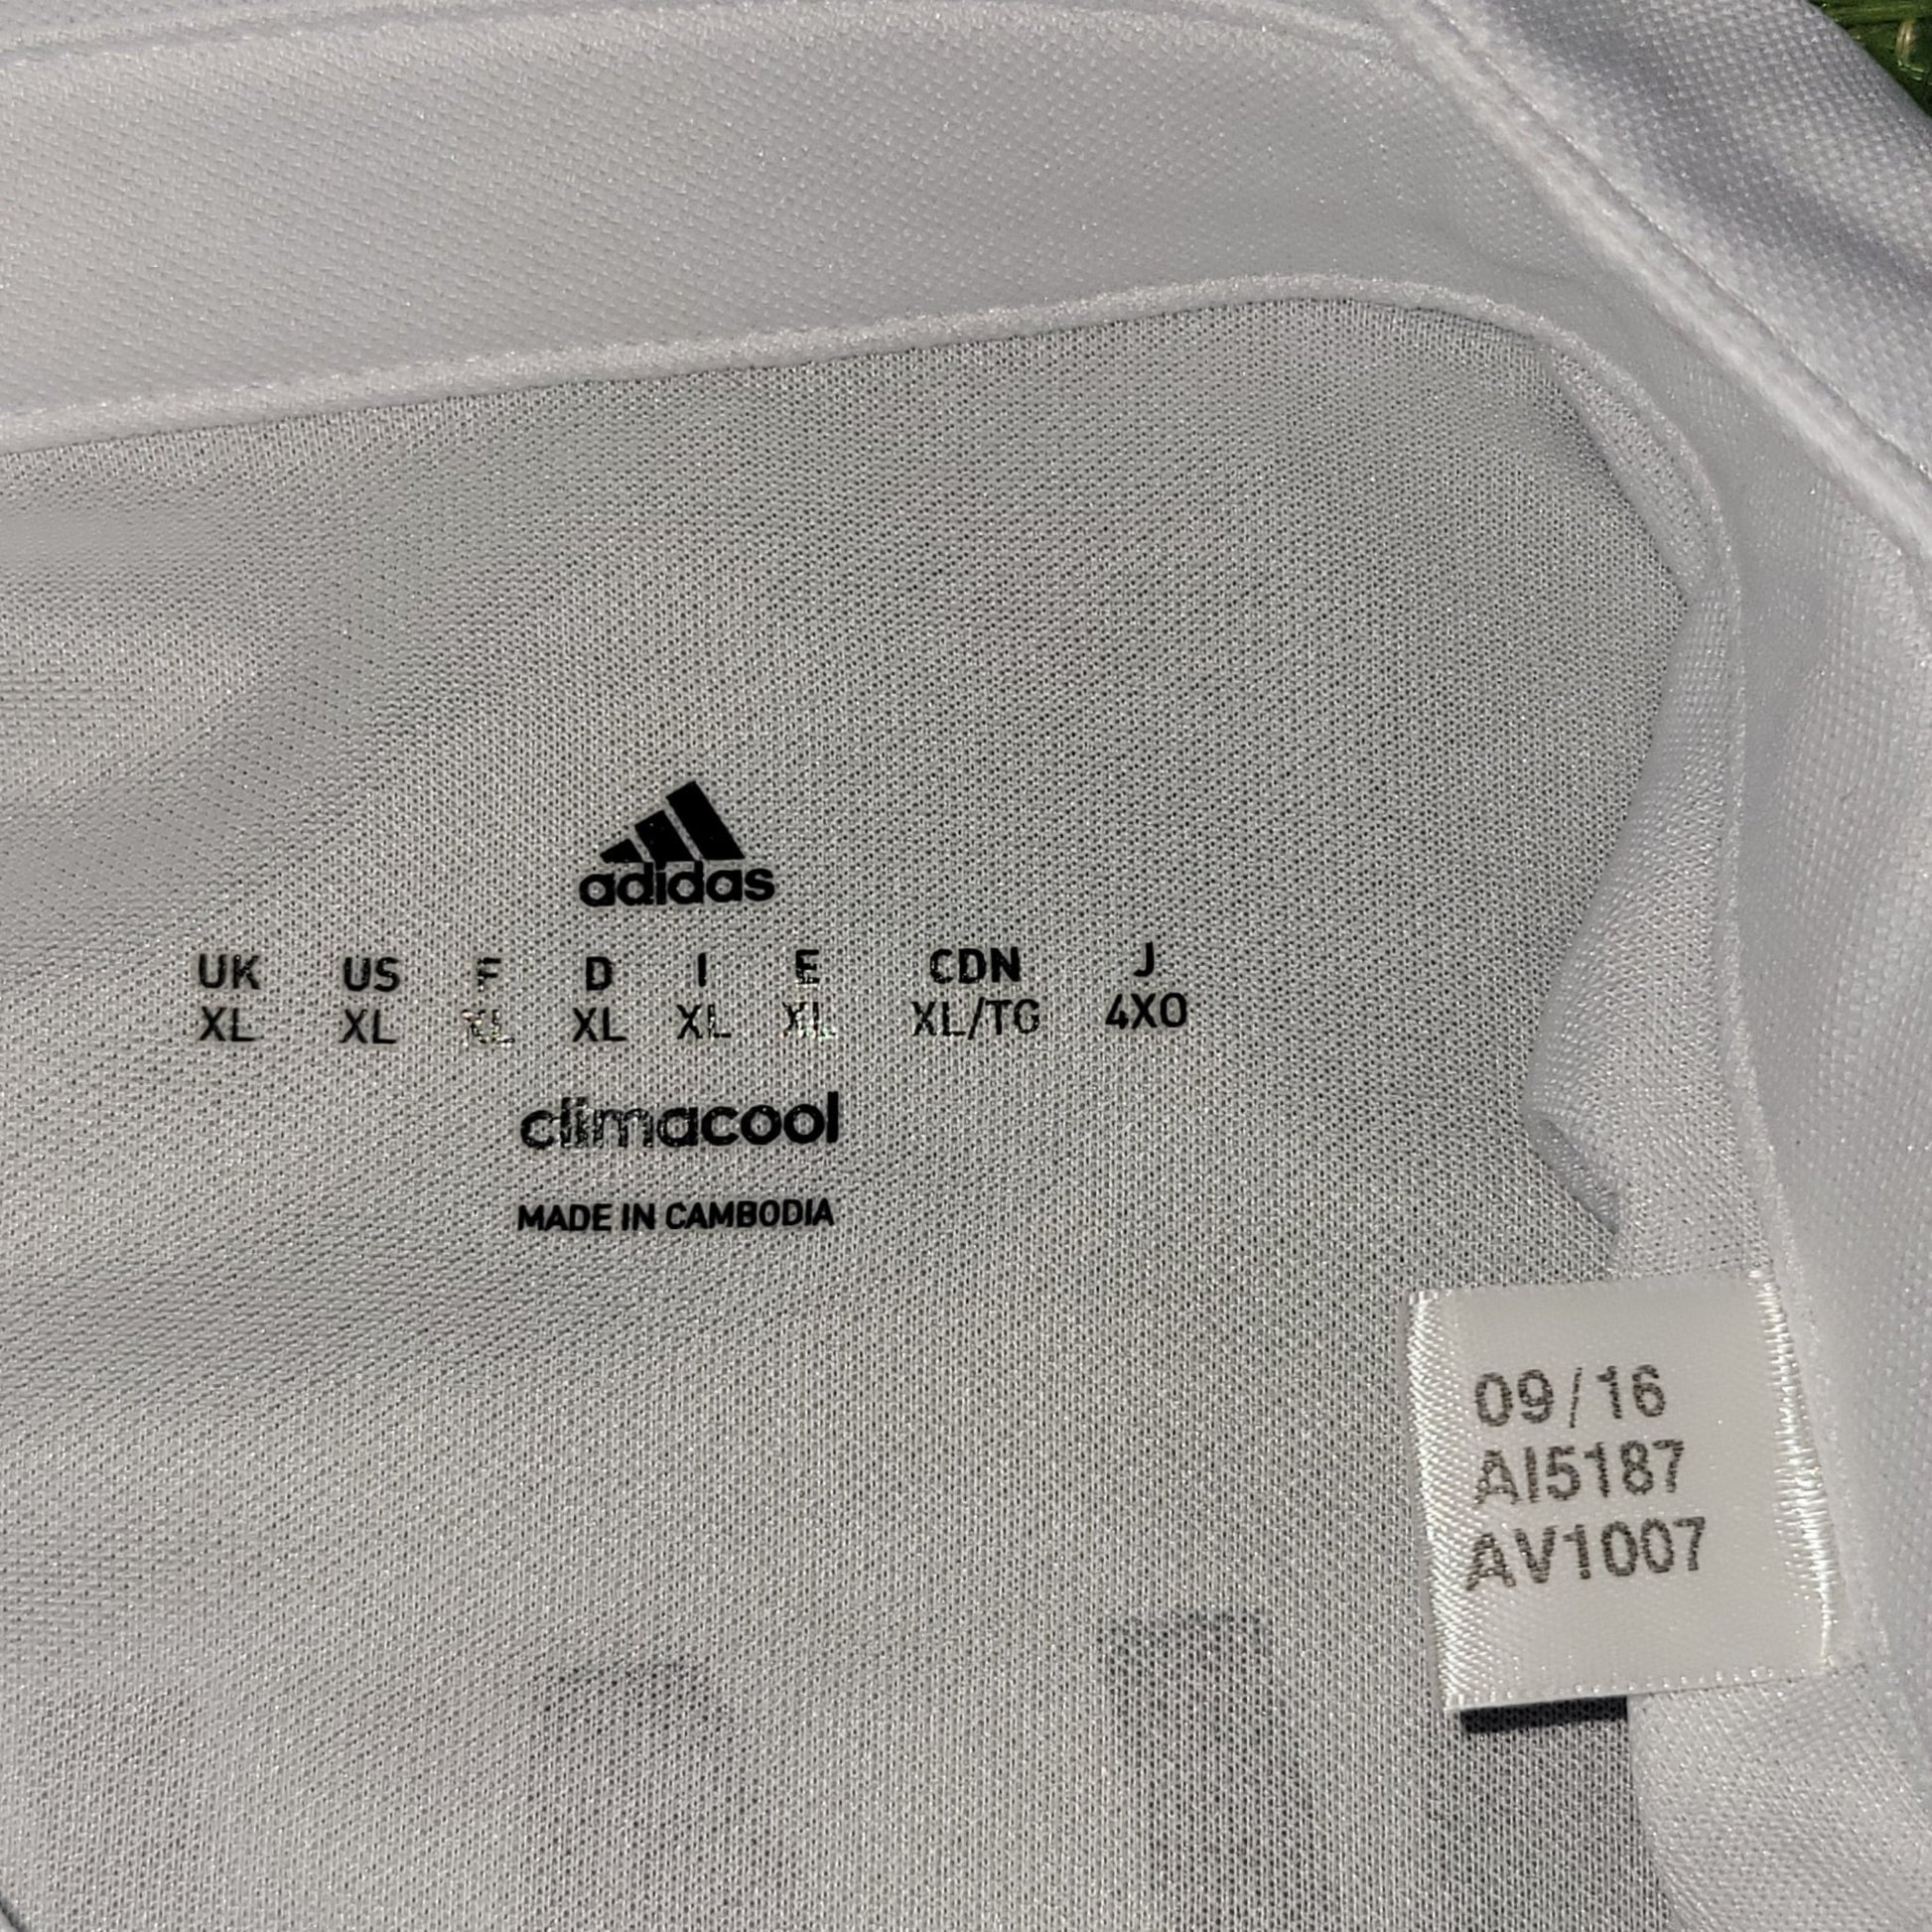 adidas
UK US F D I E CDN J
XL XL XL XL XL XL XL/TG 4XO
climacool
MADE IN CAMBODIA
09/16
AI5187
AV1007